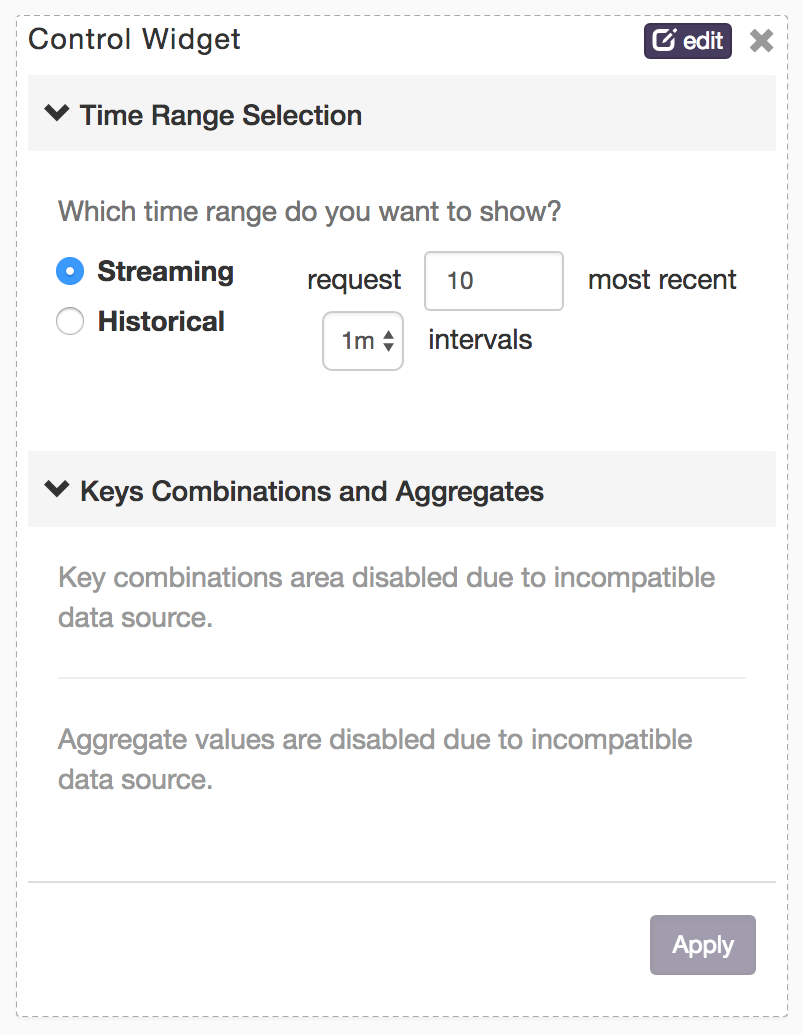 Control Widget
edit
Time Range Selection
Which time range do you want to show?
Streaming
request 10 most recent
Historical
1m intervals
Keys Combinations and Aggregates
Key combinations area disabled due to incompatible
data source.
Aggregate values are disabled due to incompatible
data source.
Apply